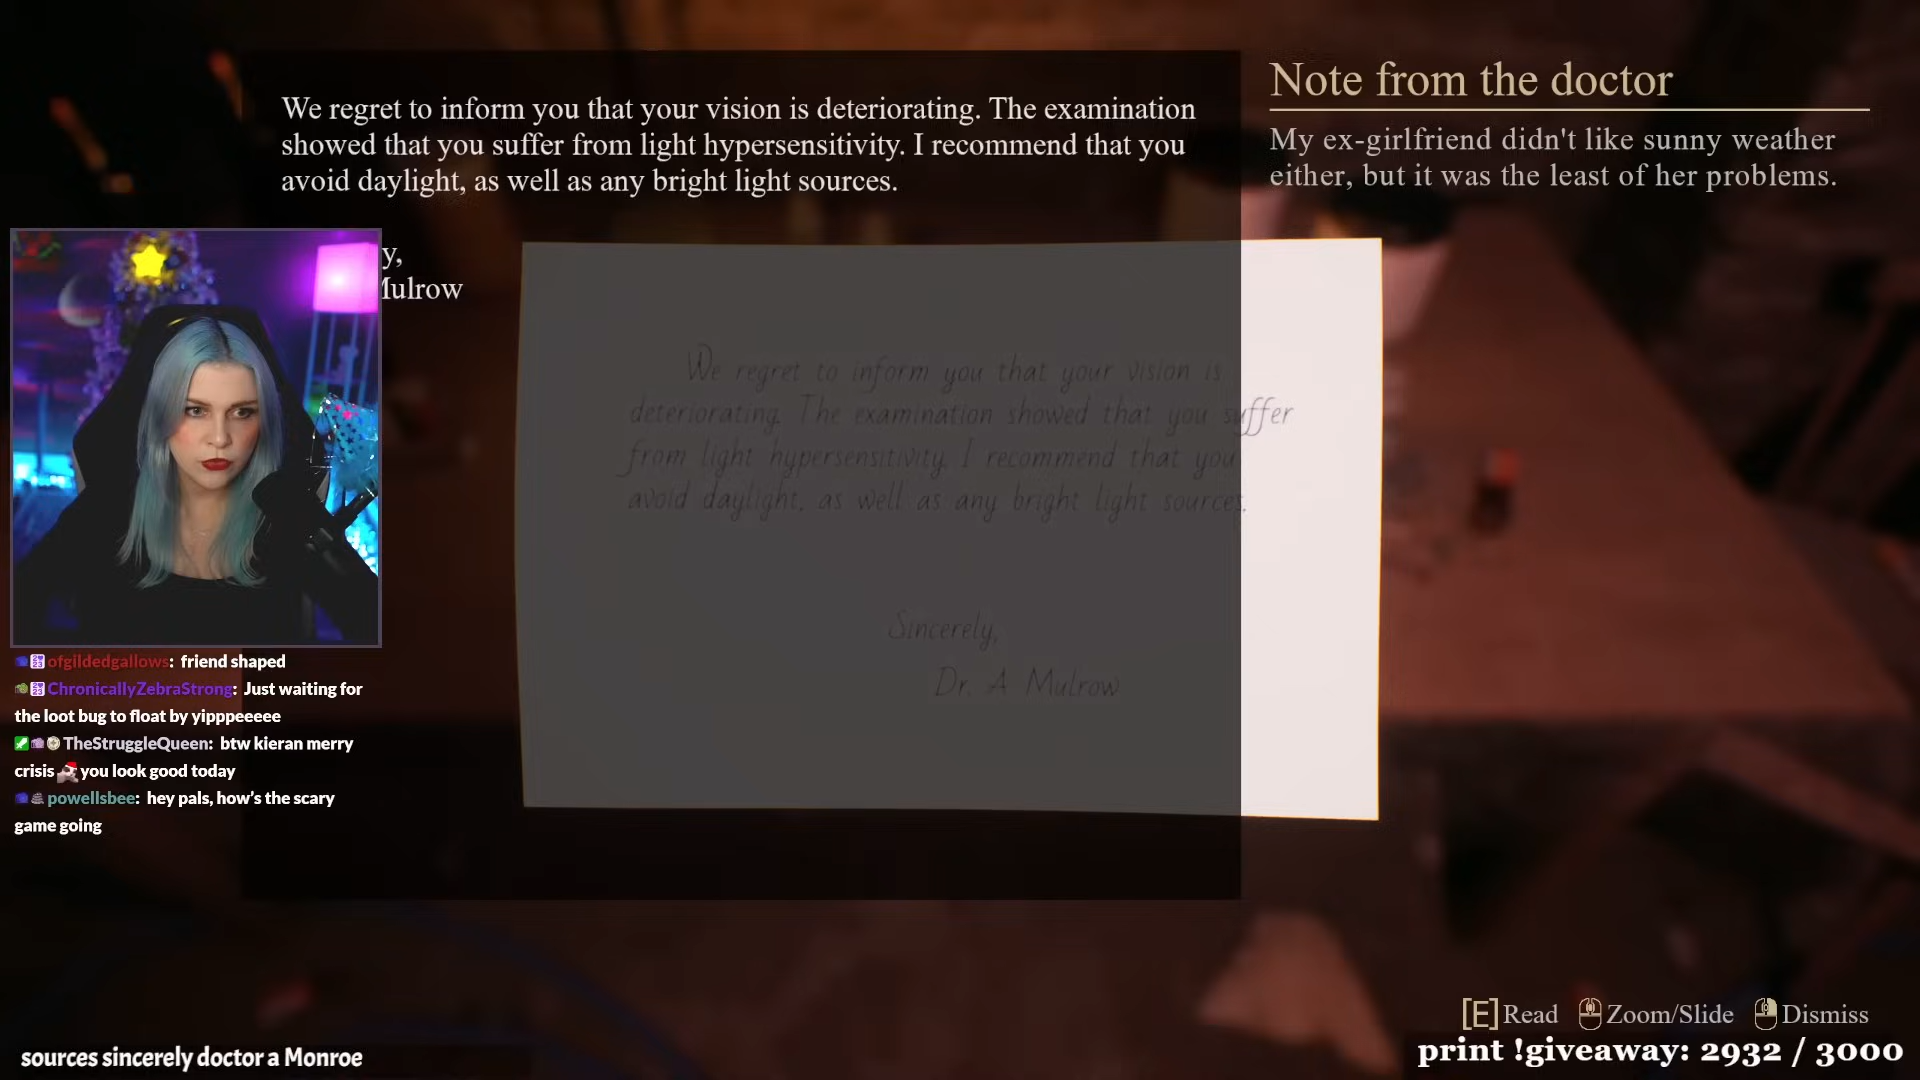 We regret to inform you that your vision is deteriorating. The examination
showed that you suffer from light hypersensitivity. I recommend that you
avoid daylight, as well as any bright light sources.
y,
Mulrow
Note from the doctor
My ex-girlfriend didn't like sunny weather
either, but it was the least of her problems.
We regret to inform you that your vision is
deteriorating. The examination showed that you suffer
from light hypersensitivity. I recommend that you
avoid daylight, as well as any bright light sources.
Sincerely,
Dr. A Mulrow
ofgildedgallows: friend shaped
ChronicallyZebraStrong: Just waiting for
the loot bug to float by yipppeeeee
TheStruggleQueen: btw kieran merry
crisis you look good today
powellsbee: hey pals, how's the scary
game going
[E] Read Zoom/Slide Dismiss
print !giveaway: 2932 / 3000
sources sincerely doctor a Monroe